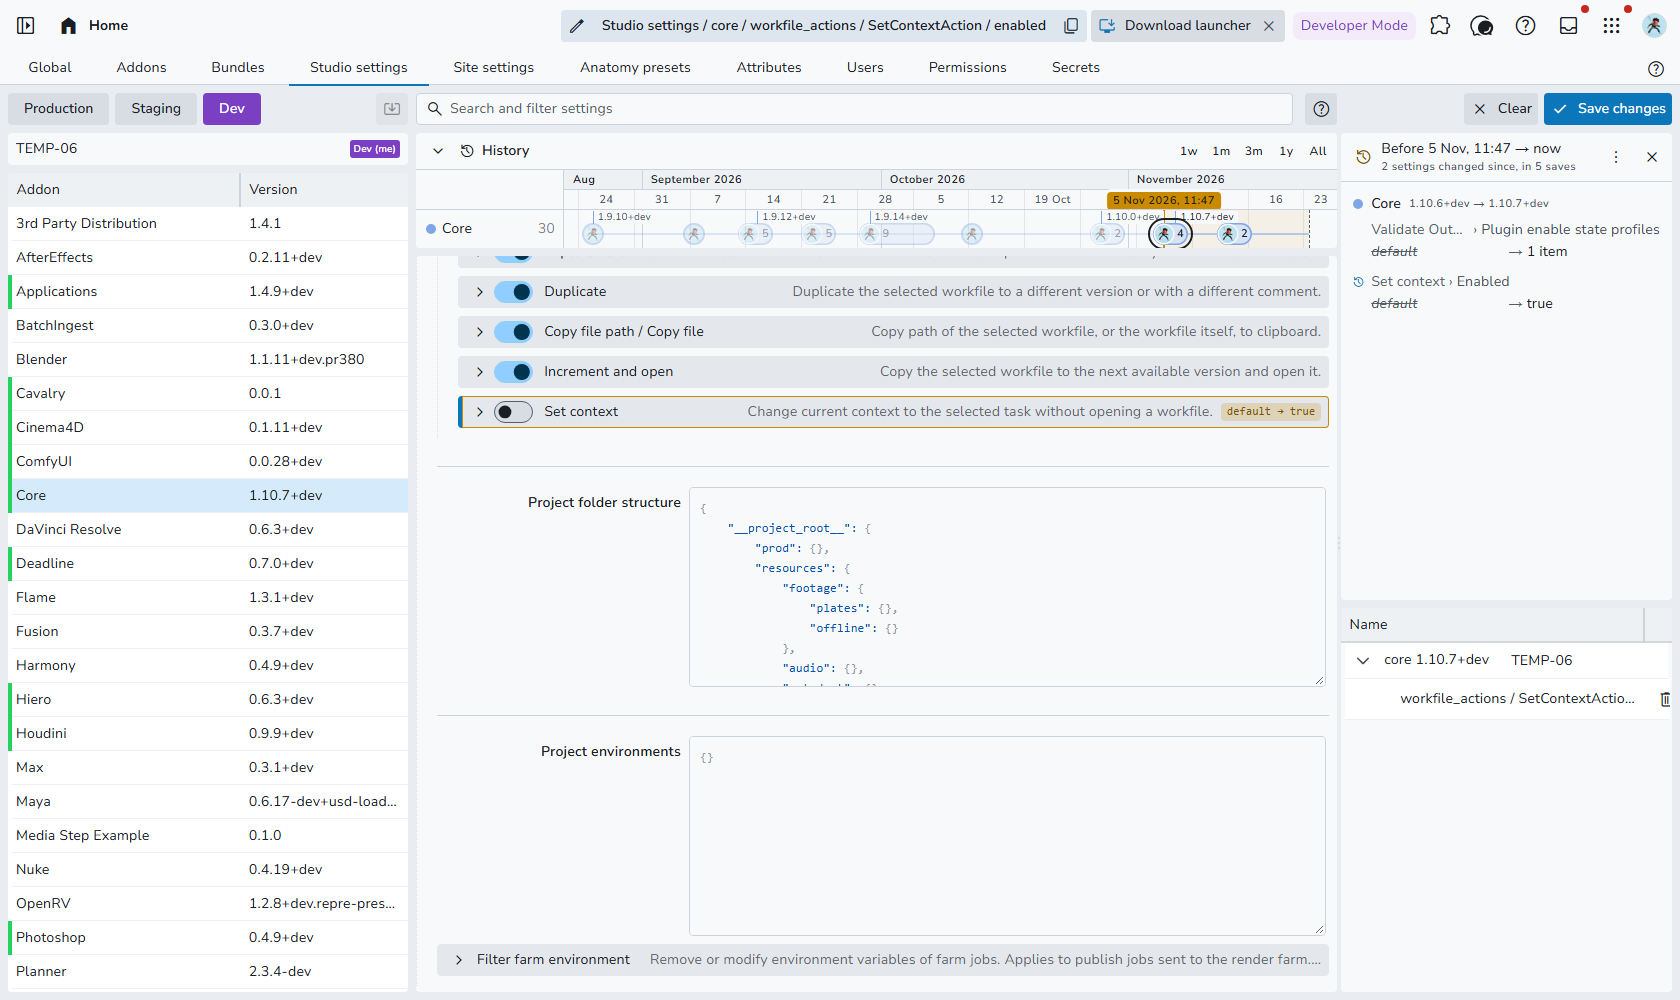 Home
Studio settings / core / workfile_actions / SetContextAction / enabled
Download launcher
Developer Mode
Global
Addons
Bundles
Studio settings
Site settings
Anatomy presets
Attributes
Users
Permissions
Secrets
Production
Staging
Dev
Search and filter settings
Clear
Save changes
TEMP-06
Dev (me)
Addon Version
3rd Party Distribution 1.4.1
AfterEffects 0.2.11+dev
Applications 1.4.9+dev
BatchIngest 0.3.0+dev
Blender 1.1.11+dev.pr380
Cavalry 0.0.1
Cinema4D 0.1.11+dev
ComfyUI 0.0.28+dev
Core 1.10.7+dev
DaVinci Resolve 0.6.3+dev
Deadline 0.7.0+dev
Flame 1.3.1+dev
Fusion 0.3.7+dev
Harmony 0.4.9+dev
Hiero 0.6.3+dev
Houdini 0.9.9+dev
Max 0.3.1+dev
Maya 0.6.17-dev+usd-load...
Media Step Example 0.1.0
Nuke 0.4.19+dev
OpenRV 1.2.8+dev.repre-pres...
Photoshop 0.4.9+dev
Planner 2.3.4-dev
History
1w 1m 3m 1y All
Aug September 2026 October 2026 November 2026
24 31 7 14 21 28 5 12 19 Oct 5 Nov 2026, 11:47 16 23
1.9.10+dev 1.9.12+dev 1.9.14+dev 1.10.0+dev 1.10.7+dev
Core 30
5 5 9 2 4 2
Duplicate Duplicate the selected workfile to a different version or with a different comment.
Copy file path / Copy file Copy path of the selected workfile, or the workfile itself, to clipboard.
Increment and open Copy the selected workfile to the next available version and open it.
Set context Change current context to the selected task without opening a workfile. default → true
Project folder structure
{
"__project_root__": {
"prod": {},
"resources": {
"footage": {
"plates": {},
"offline": {}
},
"audio": {},
Project environments
{}
Filter farm environment Remove or modify environment variables of farm jobs. Applies to publish jobs sent to the render farm....
Before 5 Nov, 11:47 → now
2 settings changed since, in 5 saves
Core 1.10.6+dev → 1.10.7+dev
Validate Out... › Plugin enable state profiles
default → 1 item
Set context › Enabled
default → true
Name
core 1.10.7+dev TEMP-06
workfile_actions / SetContextActio...